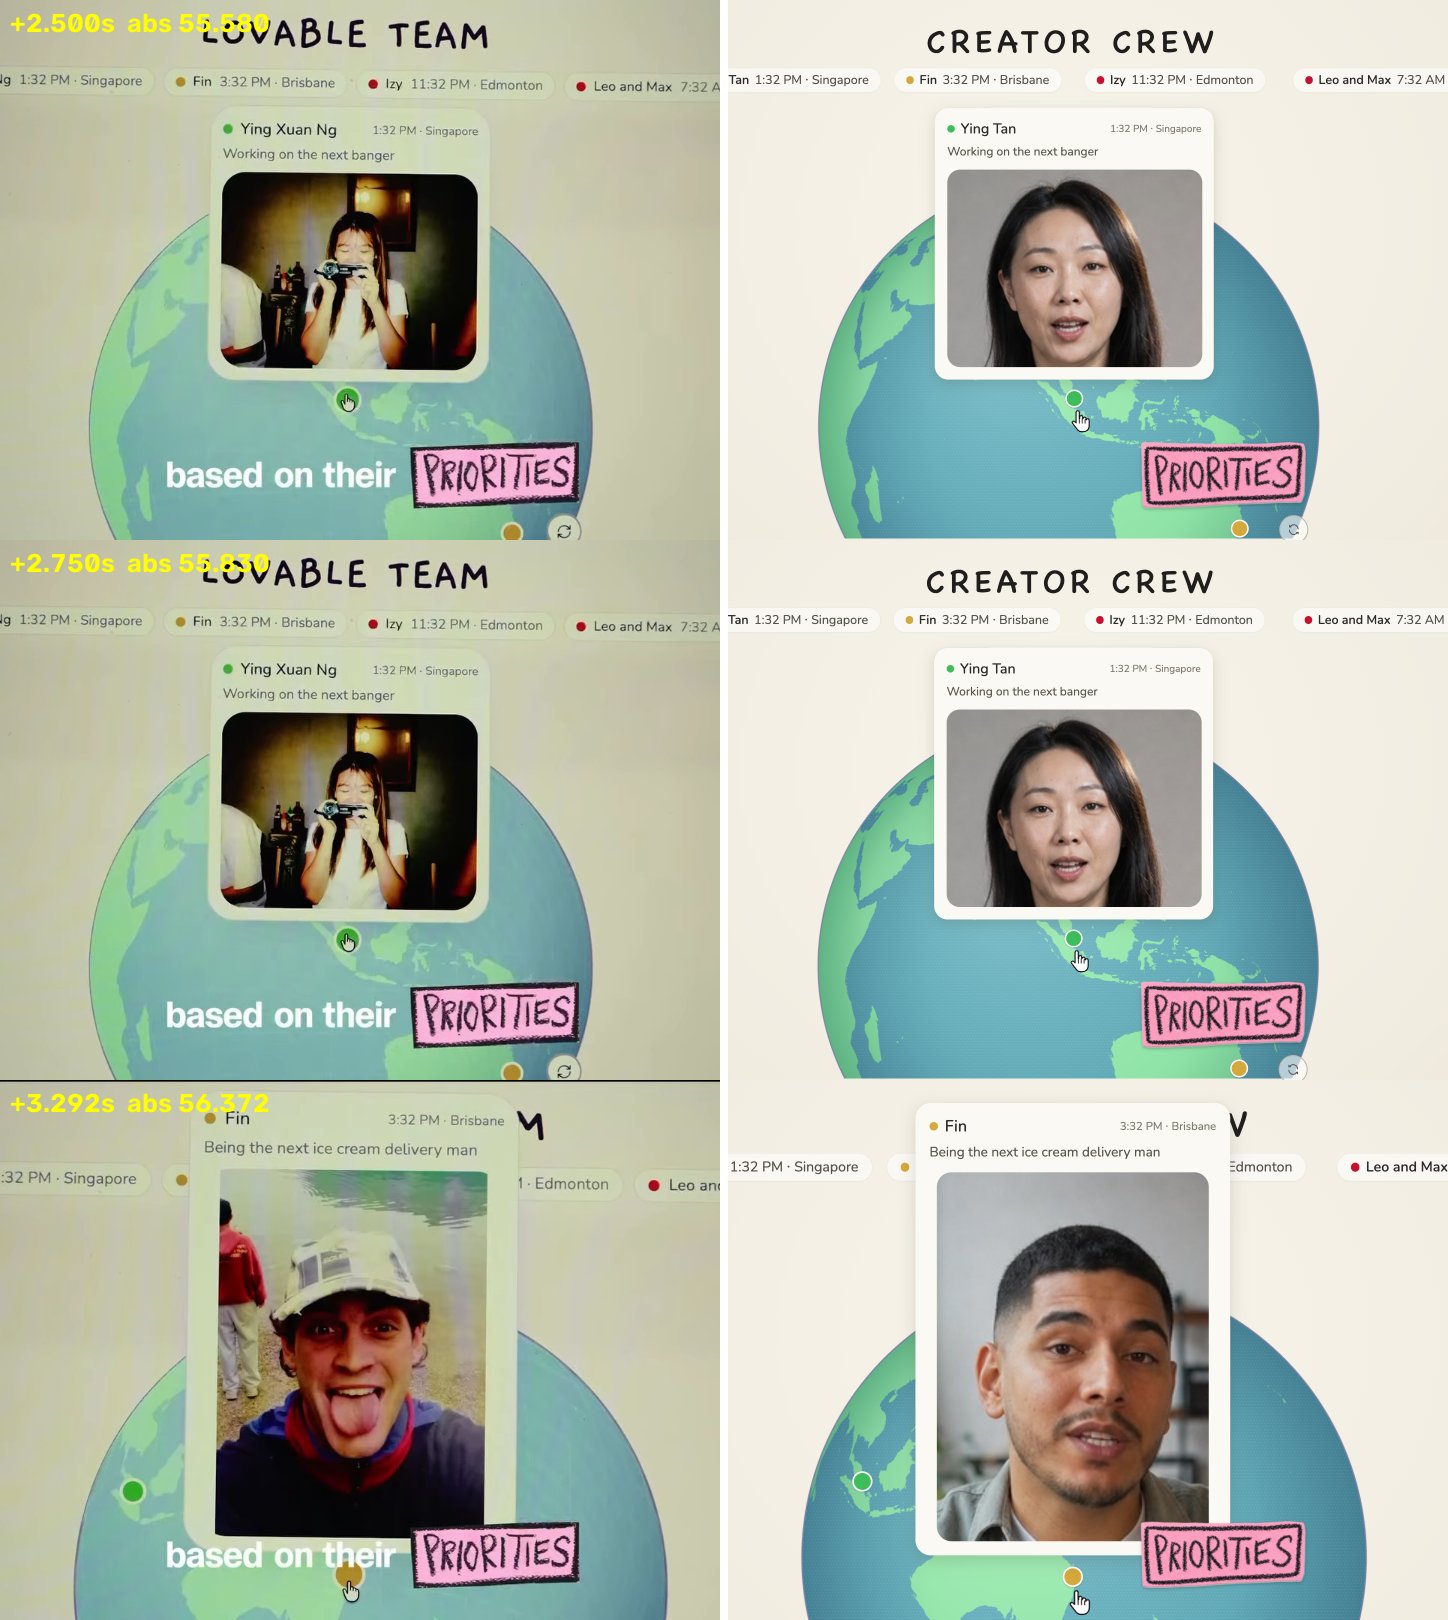 +2.500s abs 55.580
LOVABLE TEAM
Ng 1:32 PM · Singapore
Fin 3:32 PM · Brisbane
Izy 11:32 PM · Edmonton
Leo and Max 7:32 A
Ying Xuan Ng 1:32 PM · Singapore
Working on the next banger
based on their PRIORITIES
CREATOR CREW
Tan 1:32 PM · Singapore
Fin 3:32 PM · Brisbane
Izy 11:32 PM · Edmonton
Leo and Max 7:32 AM
Ying Tan 1:32 PM · Singapore
Working on the next banger
PRIORITIES
+2.750s abs 55.830
LOVABLE TEAM
Ng 1:32 PM · Singapore
Fin 3:32 PM · Brisbane
Izy 11:32 PM · Edmonton
Leo and Max 7:32 A
Ying Xuan Ng 1:32 PM · Singapore
Working on the next banger
based on their PRIORITIES
CREATOR CREW
Tan 1:32 PM · Singapore
Fin 3:32 PM · Brisbane
Izy 11:32 PM · Edmonton
Leo and Max 7:32 AM
Ying Tan 1:32 PM · Singapore
Working on the next banger
PRIORITIES
+3.292s abs 56.372
M
Fin 3:32 PM · Brisbane
Being the next ice cream delivery man
:32 PM · Singapore
· Edmonton
Leo and
based on their PRIORITIES
W
Fin 3:32 PM · Brisbane
Being the next ice cream delivery man
1:32 PM · Singapore
Edmonton
Leo and Max
PRIORITIES